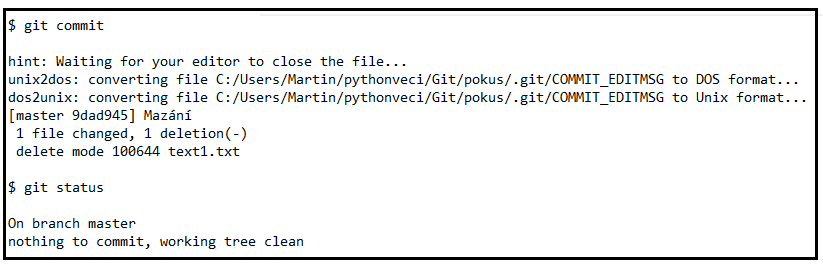 $ git commit
hint: Waiting for your editor to close the file...
unix2dos: converting file C:/Users/Martin/pythonveci/Git/pokus/.git/COMMIT_EDITMSG to DOS format...
dos2unix: converting file C:/Users/Martin/pythonveci/Git/pokus/.git/COMMIT_EDITMSG to Unix format...
[master 9dad945] Mazání
 1 file changed, 1 deletion(-)
 delete mode 100644 text1.txt
$ git status
On branch master
nothing to commit, working tree clean